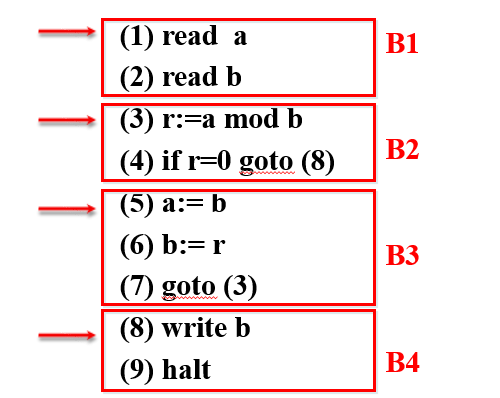 (1) read a
B1
(2) read b
(3) r:=a mod b
B2
(4) if r=0 goto (8)
(5) a:= b
(6) b:= r
B3
(7) goto (3)
(8) write b
B4
(9) halt